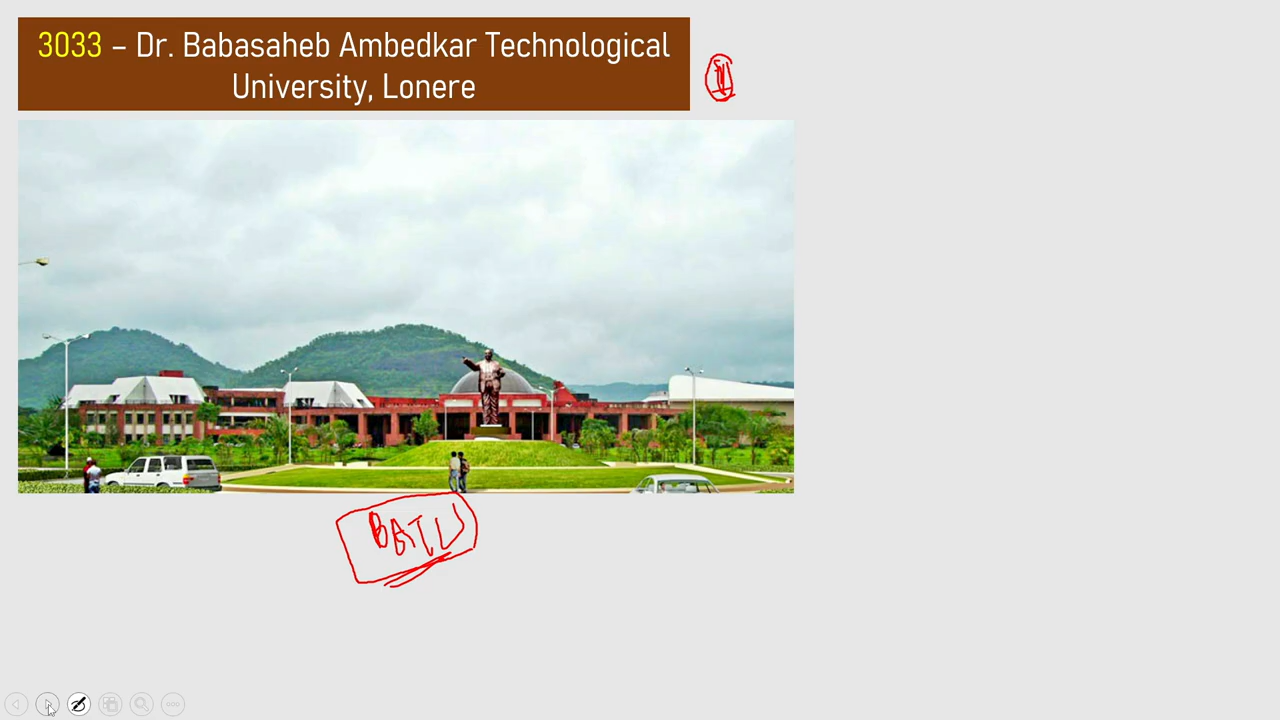 3033 – Dr. Babasaheb Ambedkar Technological
University, Lonere
BATU